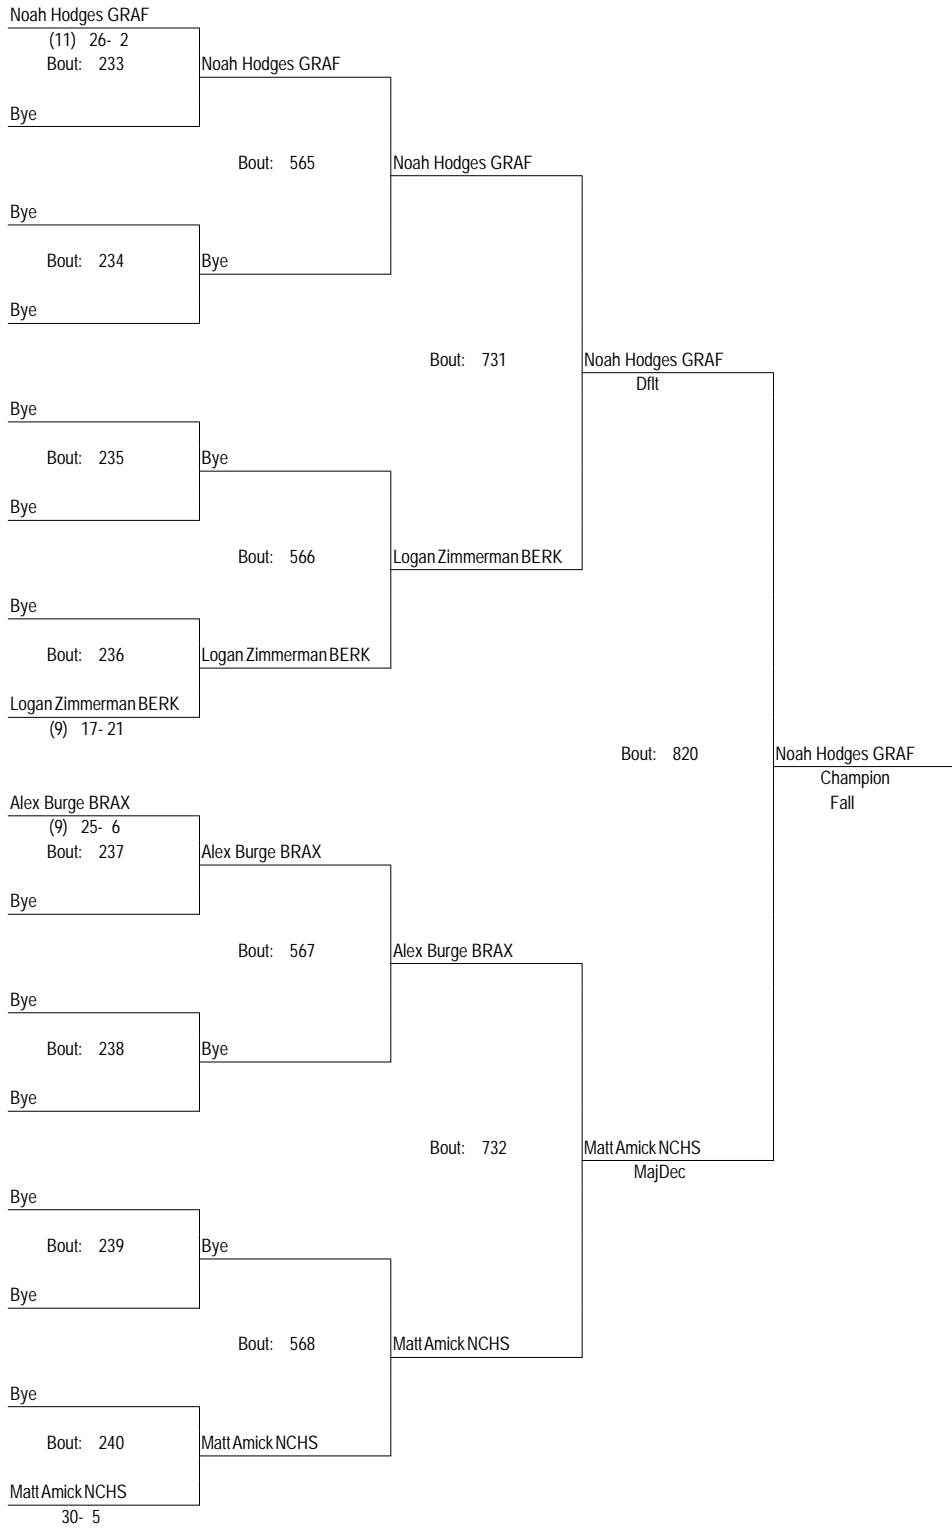 Noah Hodges GRAF
(11) 26- 2
Bout: 233 Noah Hodges GRAF
Bye
Bout: 565 Noah Hodges GRAF
Bye
Bout: 234 Bye
Bye
Bout: 731 Noah Hodges GRAF
Dflt
Bye
Bout: 235 Bye
Bye
Bout: 566 Logan Zimmerman BERK
Bye
Bout: 236 Logan Zimmerman BERK
Logan Zimmerman BERK
(9) 17- 21
Bout: 820 Noah Hodges GRAF
Champion
Alex Burge BRAX Fall
(9) 25- 6
Bout: 237 Alex Burge BRAX
Bye
Bout: 567 Alex Burge BRAX
Bye
Bout: 238 Bye
Bye
Bout: 732 Matt Amick NCHS
MajDec
Bye
Bout: 239 Bye
Bye
Bout: 568 Matt Amick NCHS
Bye
Bout: 240 Matt Amick NCHS
Matt Amick NCHS
30- 5